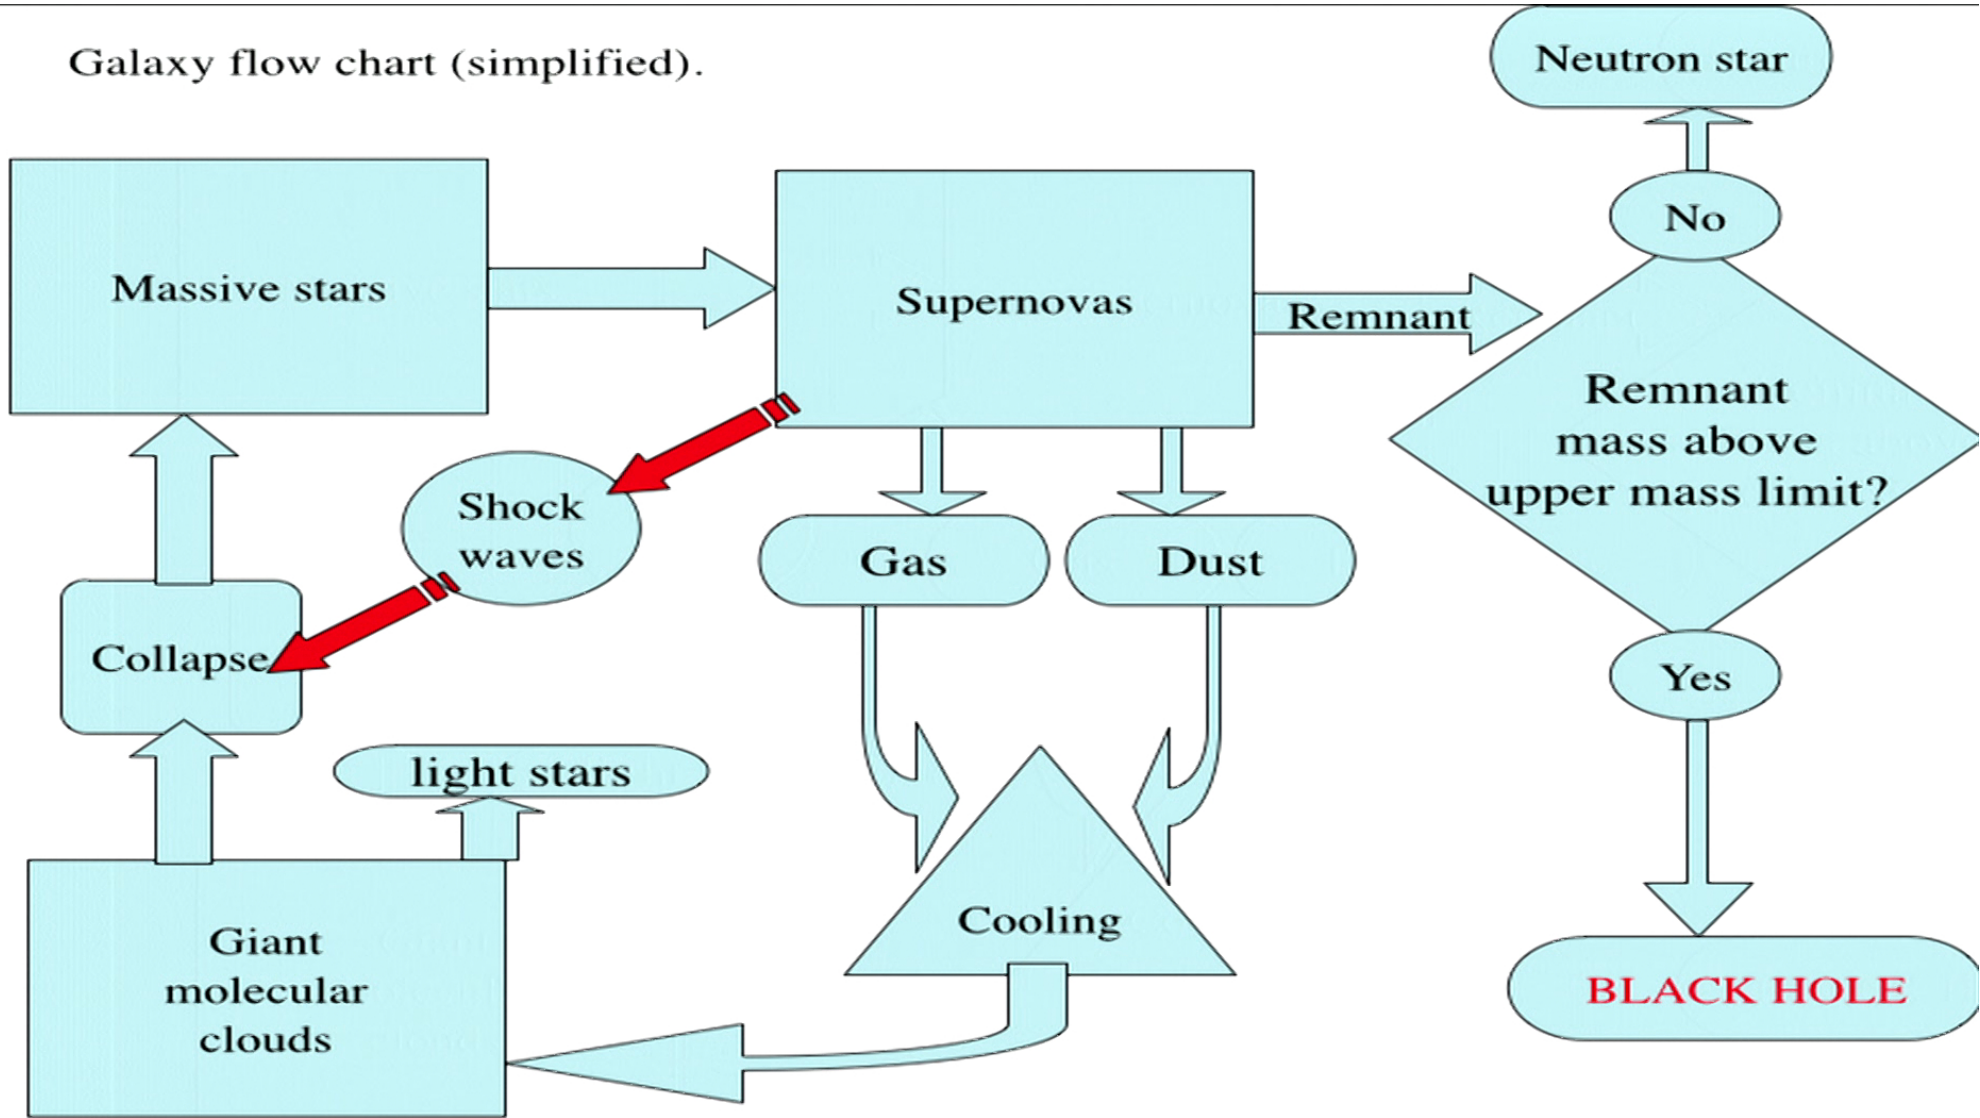 Galaxy flow chart (simplified).
Neutron star
No
Massive stars
Supernovas
Remnant
Remnant
mass above
upper mass limit?
Shock
waves
Gas
Dust
Collapse
Yes
light stars
Cooling
Giant
molecular
clouds
BLACK HOLE